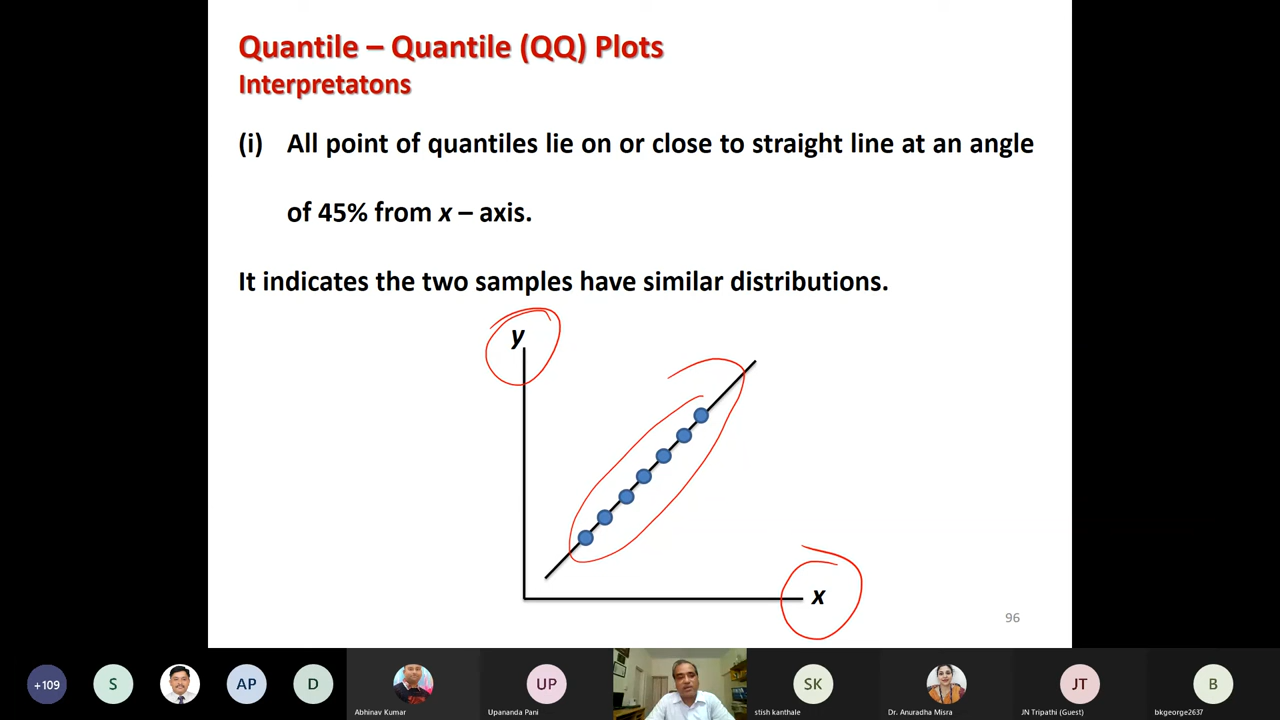 Quantile – Quantile (QQ) Plots
Interpretatons
(i) All point of quantiles lie on or close to straight line at an angle
of 45% from x – axis.
It indicates the two samples have similar distributions.
y
x
96
+109
S
AP
D
UP
SK
JT
B
Abhinav Kumar
Upananda Pani
stish kanthale
Dr. Anuradha Misra
JN Tripathi (Guest)
bkgeorge2637